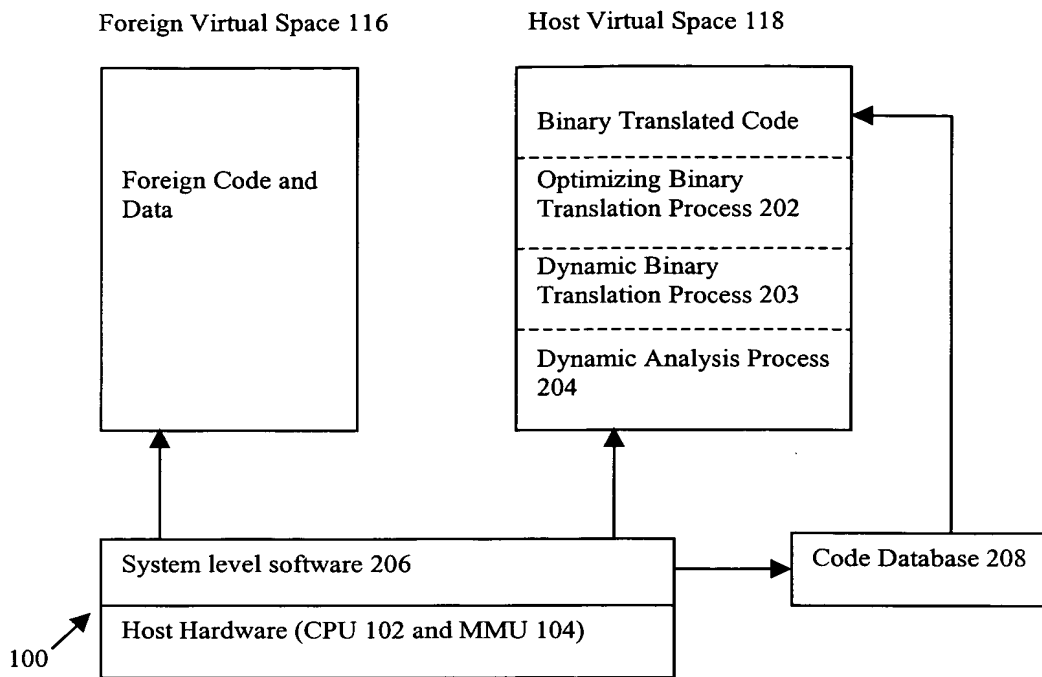 Foreign Virtual Space 116
Host Virtual Space 118
Foreign Code and
Data
Binary Translated Code
Optimizing Binary
Translation Process 202
Dynamic Binary
Translation Process 203
Dynamic Analysis Process
204
System level software 206
Code Database 208
Host Hardware (CPU 102 and MMU 104)
100